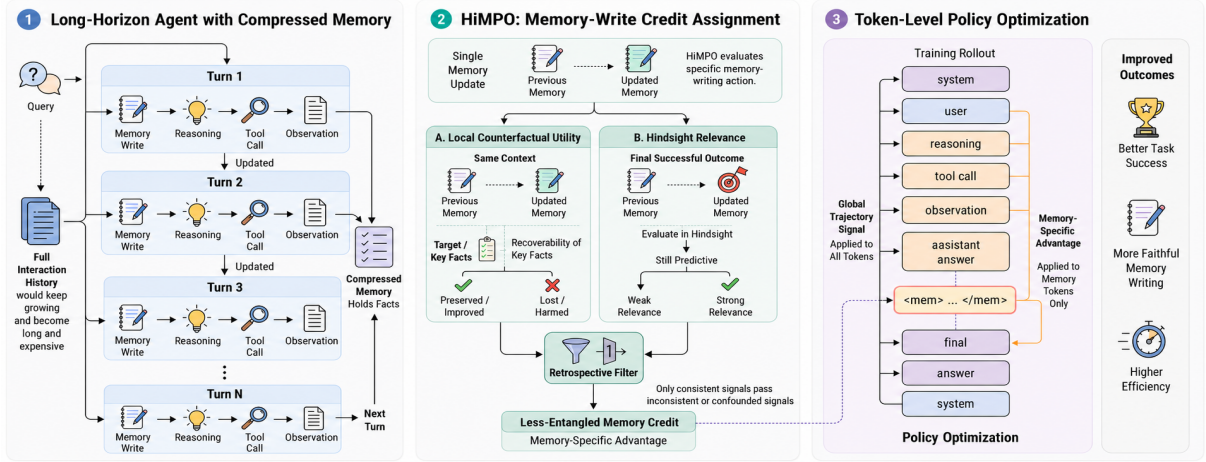 1 Long-Horizon Agent with Compressed Memory
?
Query
Full
Interaction
History
would keep
growing
and become
long and
expensive
Turn 1
Memory
Write
Reasoning
Tool
Call
Observation
Updated
Turn 2
Memory
Write
Reasoning
Tool
Call
Observation
Updated
Turn 3
Memory
Write
Reasoning
Tool
Call
Observation
Turn N
Memory
Write
Reasoning
Tool
Call
Observation
Compressed
Memory
Holds Facts
Next
Turn
2 HiMPO: Memory-Write Credit Assignment
Single
Memory
Update
Previous
Memory
Updated
Memory
HiMPO evaluates
specific memory-
writing action.
A. Local Counterfactual Utility
Same Context
Previous
Memory
Updated
Memory
Target /
Key Facts
Recoverability of
Key Facts
Preserved /
Improved
Lost /
Harmed
B. Hindsight Relevance
Final Successful Outcome
Previous
Memory
Updated
Memory
Evaluate in Hindsight
Still Predictive
Weak
Relevance
Strong
Relevance
1
Retrospective Filter
Only consistent signals pass
inconsistent or confounded signals
Less-Entangled Memory Credit
Memory-Specific Advantage
3 Token-Level Policy Optimization
Training Rollout
system
user
reasoning
tool call
observation
aasistant
answer
<mem> ... </mem>
final
answer
system
Global
Trajectory
Signal
Applied to
All Tokens
Memory-
Specific
Advantage
Applied to
Memory
Tokens
Only
Policy Optimization
Improved
Outcomes
Better Task
Success
More Faithful
Memory
Writing
Higher
Efficiency